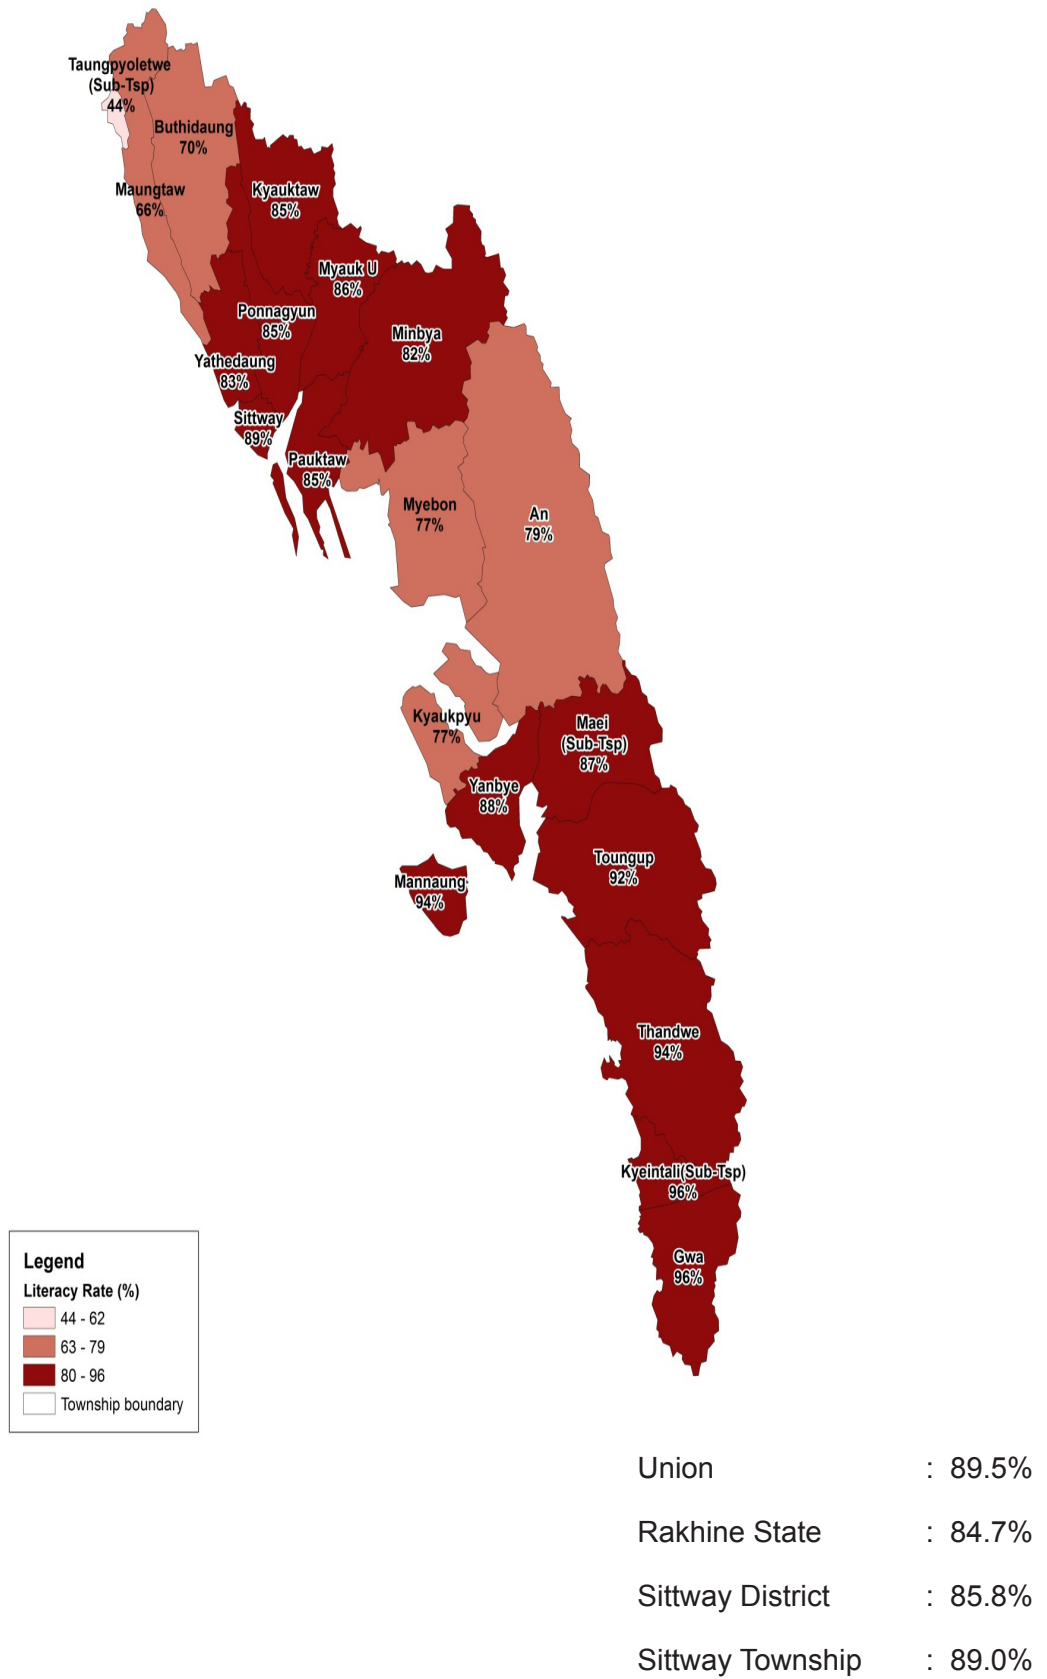 Taungpyoletwe
(Sub-Tsp)
44%
Buthidaung
70%
Maungtaw
66%
Kyauktaw
85%
Myauk U
86%
Ponnagyun
85%
Minbya
82%
Yathedaung
83%
Sittway
89%
Pauktaw
85%
Myebon
77%
An
79%
Kyaukpyu
77%
Maei
(Sub-Tsp)
87%
Yanbye
88%
Toungup
92%
Mannaung
94%
Thandwe
94%
Kyeintali(Sub-Tsp)
96%
Gwa
96%
Legend
Literacy Rate (%)
44 - 62
63 - 79
80 - 96
Township boundary
Union : 89.5%
Rakhine State : 84.7%
Sittway District : 85.8%
Sittway Township : 89.0%